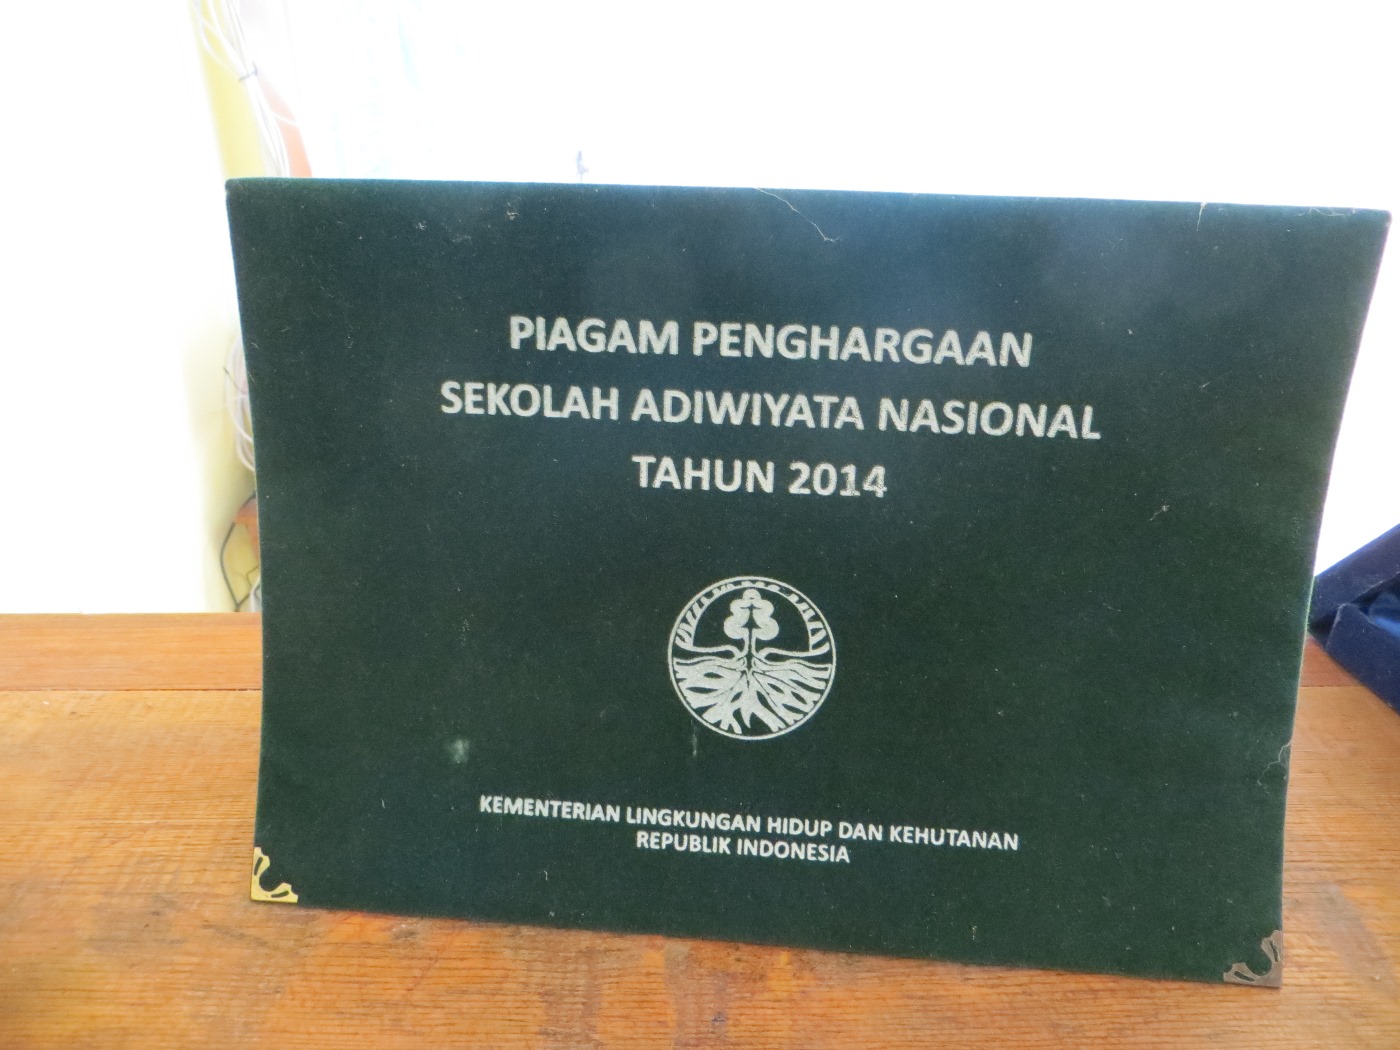 PIAGAM PENGHARGAAN
SEKOLAH ADIWIYATA NASIONAL
TAHUN 2014
KEMENTERIAN LINGKUNGAN HIDUP DAN KEHUTANAN
REPUBLIK INDONESIA